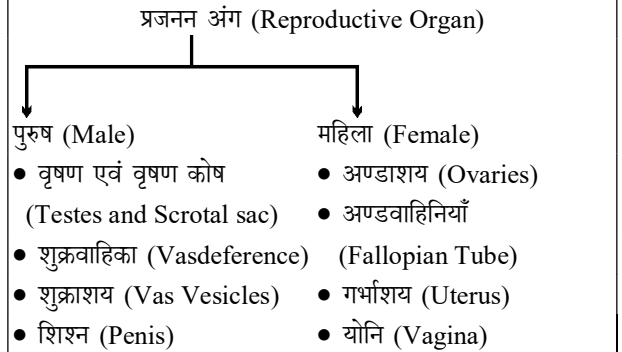 प्रजनन अंग (Reproductive Organ)
पुरुष (Male)
● वृषण एवं वृषण कोष
(Testes and Scrotal sac)
● शुक्रवाहिका (Vasdeference)
● शुक्राशय (Vas Vesicles)
● शिश्न (Penis)
महिला (Female)
● अण्डाशय (Ovaries)
● अण्डवाहिनियाँ
(Fallopian Tube)
● गर्भाशय (Uterus)
● योनि (Vagina)